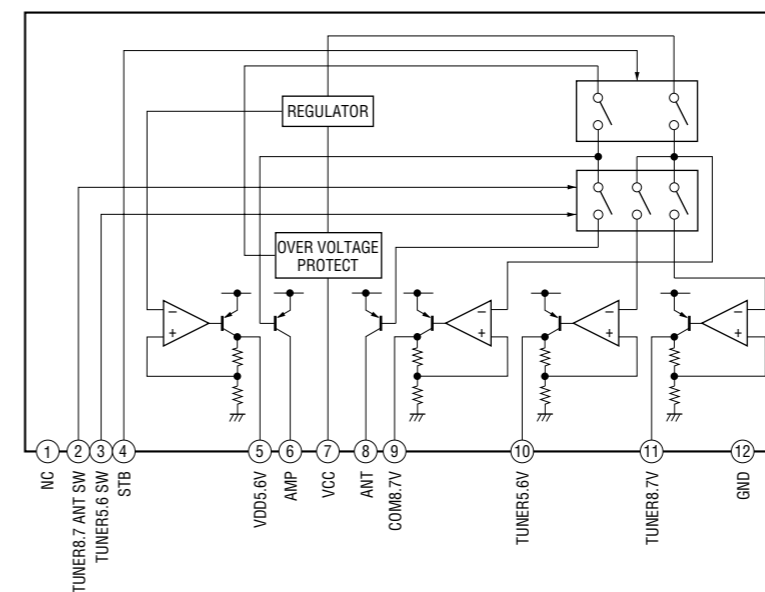 REGULATOR
OVER VOLTAGE
PROTECT
−
+
−
+
−
+
−
+
1
2
3
4
5
6
7
8
9
10
11
12
NC
TUNER8.7 ANT SW
TUNER5.6 SW
STB
VDD5.6V
AMP
VCC
ANT
COM8.7V
TUNER5.6V
TUNER8.7V
GND